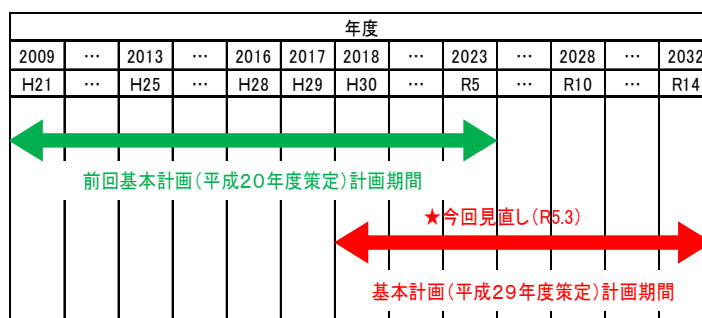 年度
2009 … 2013 … 2016 2017 2018 … 2023 … 2028 … 2032
H21 … H25 … H28 H29 H30 … R5 … R10 … R14
前回基本計画(平成20年度策定)計画期間
★今回見直し(R5.3)
基本計画(平成29年度策定)計画期間